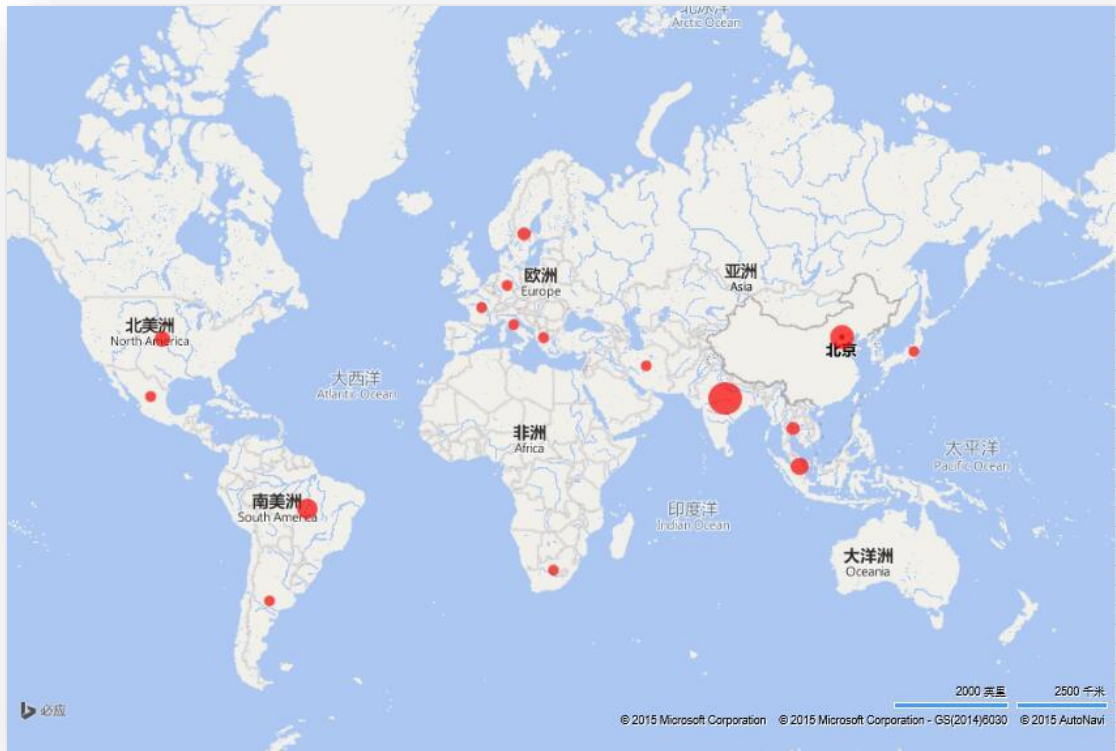 北冰洋
Arctic Ocean
欧洲
Europe
亚洲
Asia
北美洲
North America
北京
大西洋
Atlantic Ocean
非洲
Africa
太平洋
Pacific Ocean
南美洲
South America
印度洋
Indian Ocean
大洋洲
Oceania
2000 英里 2500 千米
必应
© 2015 Microsoft Corporation © 2015 Microsoft Corporation - GS(2014)6030 © 2015 AutoNavi